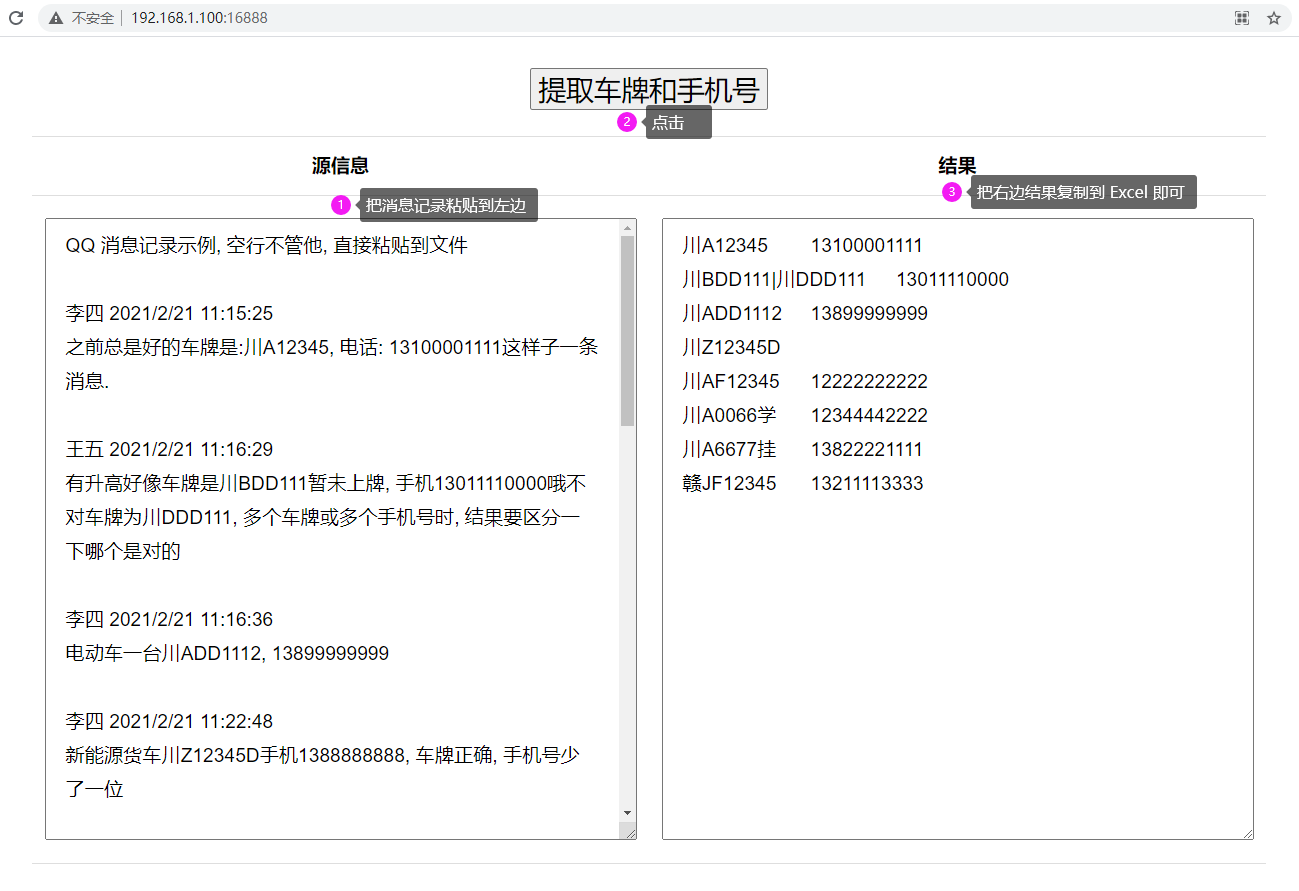 不安全 192.168.1.100:16888
提取车牌和手机号
2 点击
源信息
结果
1 把消息记录粘贴到左边
3 把右边结果复制到 Excel 即可
QQ 消息记录示例, 空行不管他, 直接粘贴到文件
李四 2021/2/21 11:15:25
之前总是好的车牌是:川A12345, 电话: 13100001111这样子一条
消息.
王五 2021/2/21 11:16:29
有升高好像车牌是川BDD111暂未上牌, 手机13011110000哦不
对车牌为川DDD111, 多个车牌或多个手机号时, 结果要区分一
下哪个是对的
李四 2021/2/21 11:16:36
电动车一台川ADD1112, 13899999999
李四 2021/2/21 11:22:48
新能源货车川Z12345D手机1388888888, 车牌正确, 手机号少
了一位
川A12345 13100001111
川BDD111|川DDD111 13011110000
川ADD1112 13899999999
川Z12345D
川AF12345 12222222222
川A0066学 12344442222
川A6677挂 13822221111
赣JF12345 13211113333